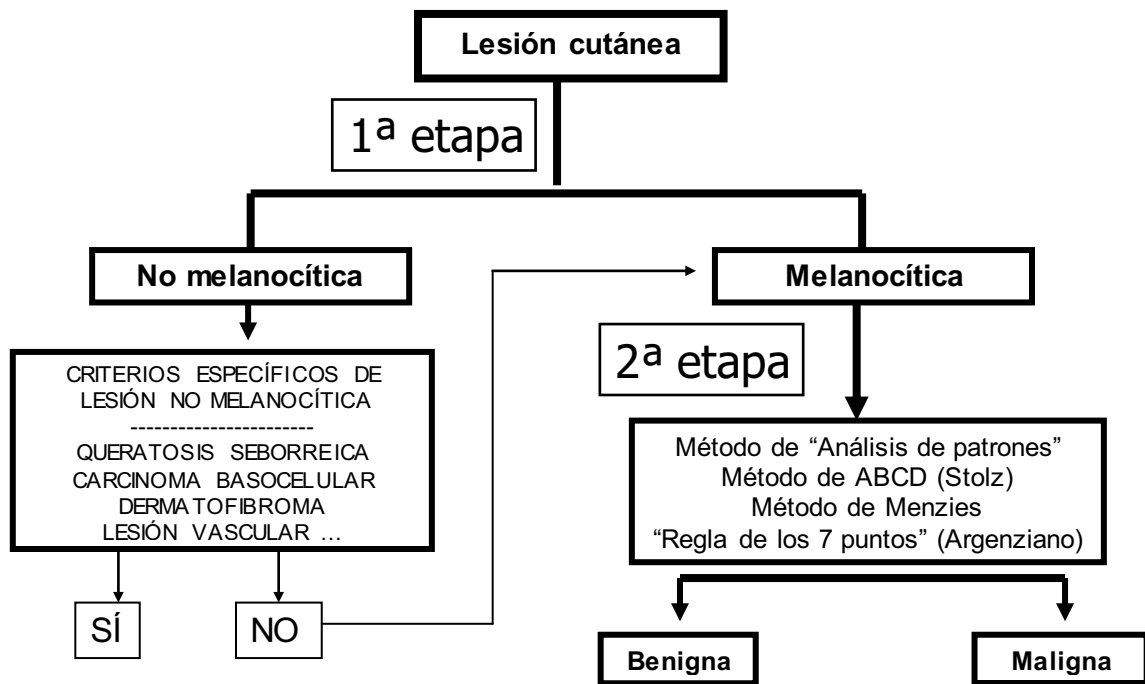 Lesión cutánea
1ª etapa
No melanocítica
Melanocítica
CRITERIOS ESPECÍFICOS DE
LESIÓN NO MELANOCÍTICA
-----------------------
QUERATOSIS SEBORREICA
CARCINOMA BASOCELULAR
DERMATOFIBROMA
LESIÓN VASCULAR ...
SÍ
NO
2ª etapa
Método de “Análisis de patrones”
Método de ABCD (Stolz)
Método de Menzies
“Regla de los 7 puntos” (Argenziano)
Benigna
Maligna